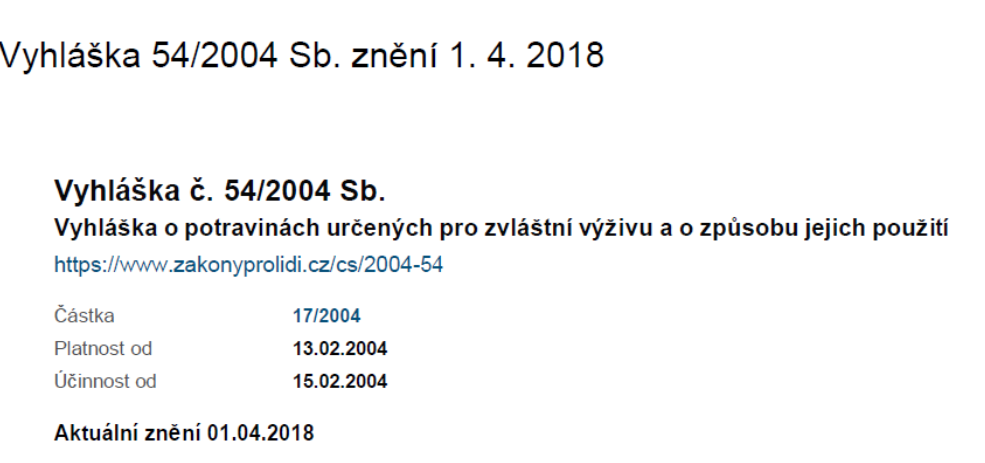 Vyhláška 54/2004 Sb. znění 1. 4. 2018
Vyhláška č. 54/2004 Sb.
Vyhláška o potravinách určených pro zvláštní výživu a o způsobu jejich použití
https://www.zakonyprolidi.cz/cs/2004-54
Částka 17/2004
Platnost od 13.02.2004
Účinnost od 15.02.2004
Aktuální znění 01.04.2018